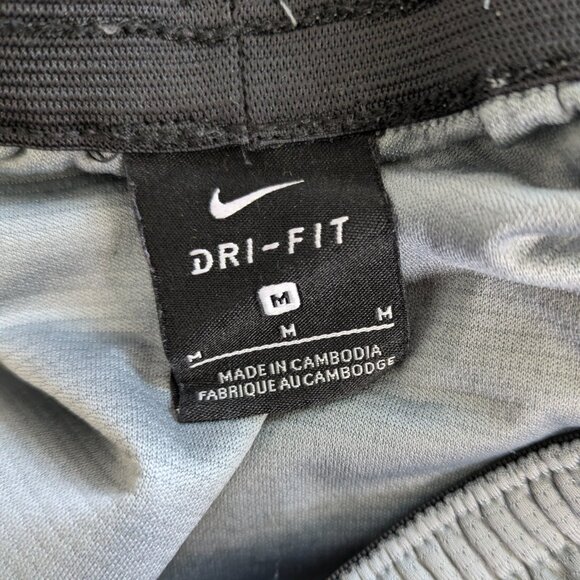 DRI-FIT
M
M M M
MADE IN CAMBODIA
FABRIQUE AU CAMBODGE